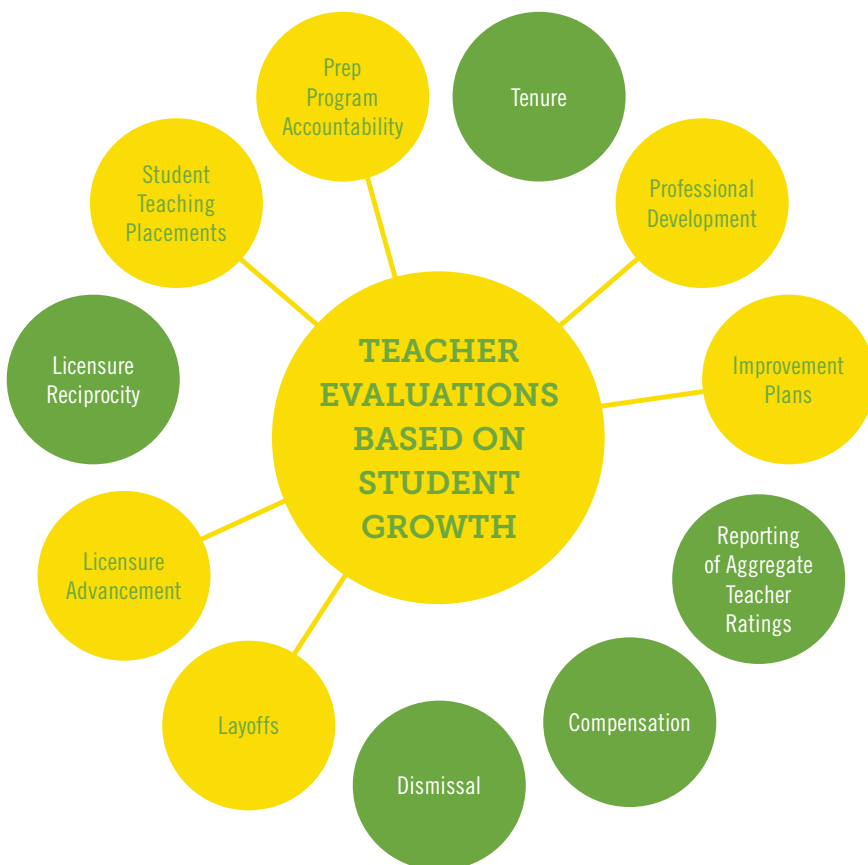 Prep
Program
Accountability
Tenure
Student
Teaching
Placements
Professional
Development
TEACHER
EVALUATIONS
BASED ON
STUDENT
GROWTH
Licensure
Reciprocity
Improvement
Plans
Licensure
Advancement
Reporting
of Aggregate
Teacher
Ratings
Layoffs
Compensation
Dismissal